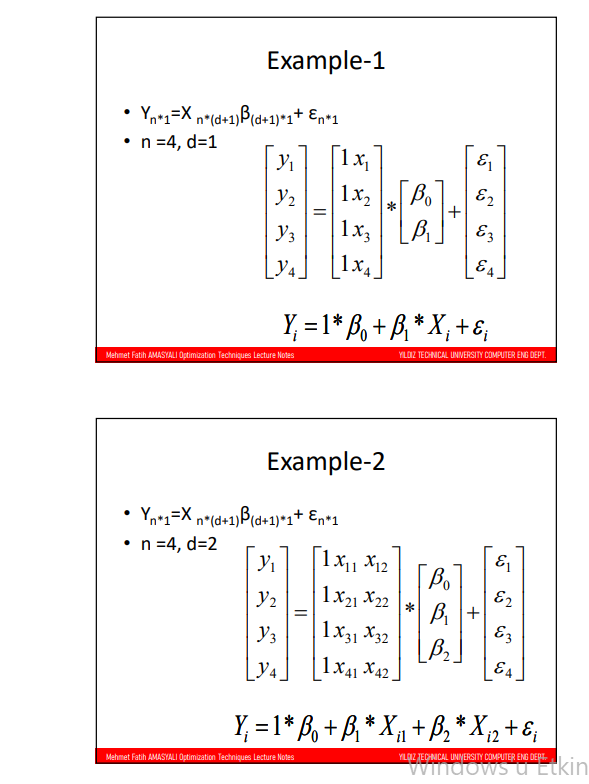 Example-1
• Yn*1=X n*(d+1)β(d+1)*1+ εn*1
• n =4, d=1
[y1] = [1 x1] * [β0] + [ε1]
[y2] [1 x2] [β1] [ε2]
[y3] [1 x3] [ε3]
[y4] [1 x4] [ε4]
Yi = 1* β0 + β1 * Xi + εi
Mehmet Fatih AMASYALI Optimization Techniques Lecture Notes YILDIZ TECHNICAL UNIVERSITY COMPUTER ENG DEPT.
Example-2
• Yn*1=X n*(d+1)β(d+1)*1+ εn*1
• n =4, d=2
[y1] = [1 x11 x12] * [β0] + [ε1]
[y2] [1 x21 x22] [β1] [ε2]
[y3] [1 x31 x32] [β2] [ε3]
[y4] [1 x41 x42] [ε4]
Yi = 1* β0 + β1 * Xi1 + β2 * Xi2 + εi
Mehmet Fatih AMASYALI Optimization Techniques Lecture Notes YILDIZ TECHNICAL UNIVERSITY COMPUTER ENG DEPT.
Windows'u Etkin